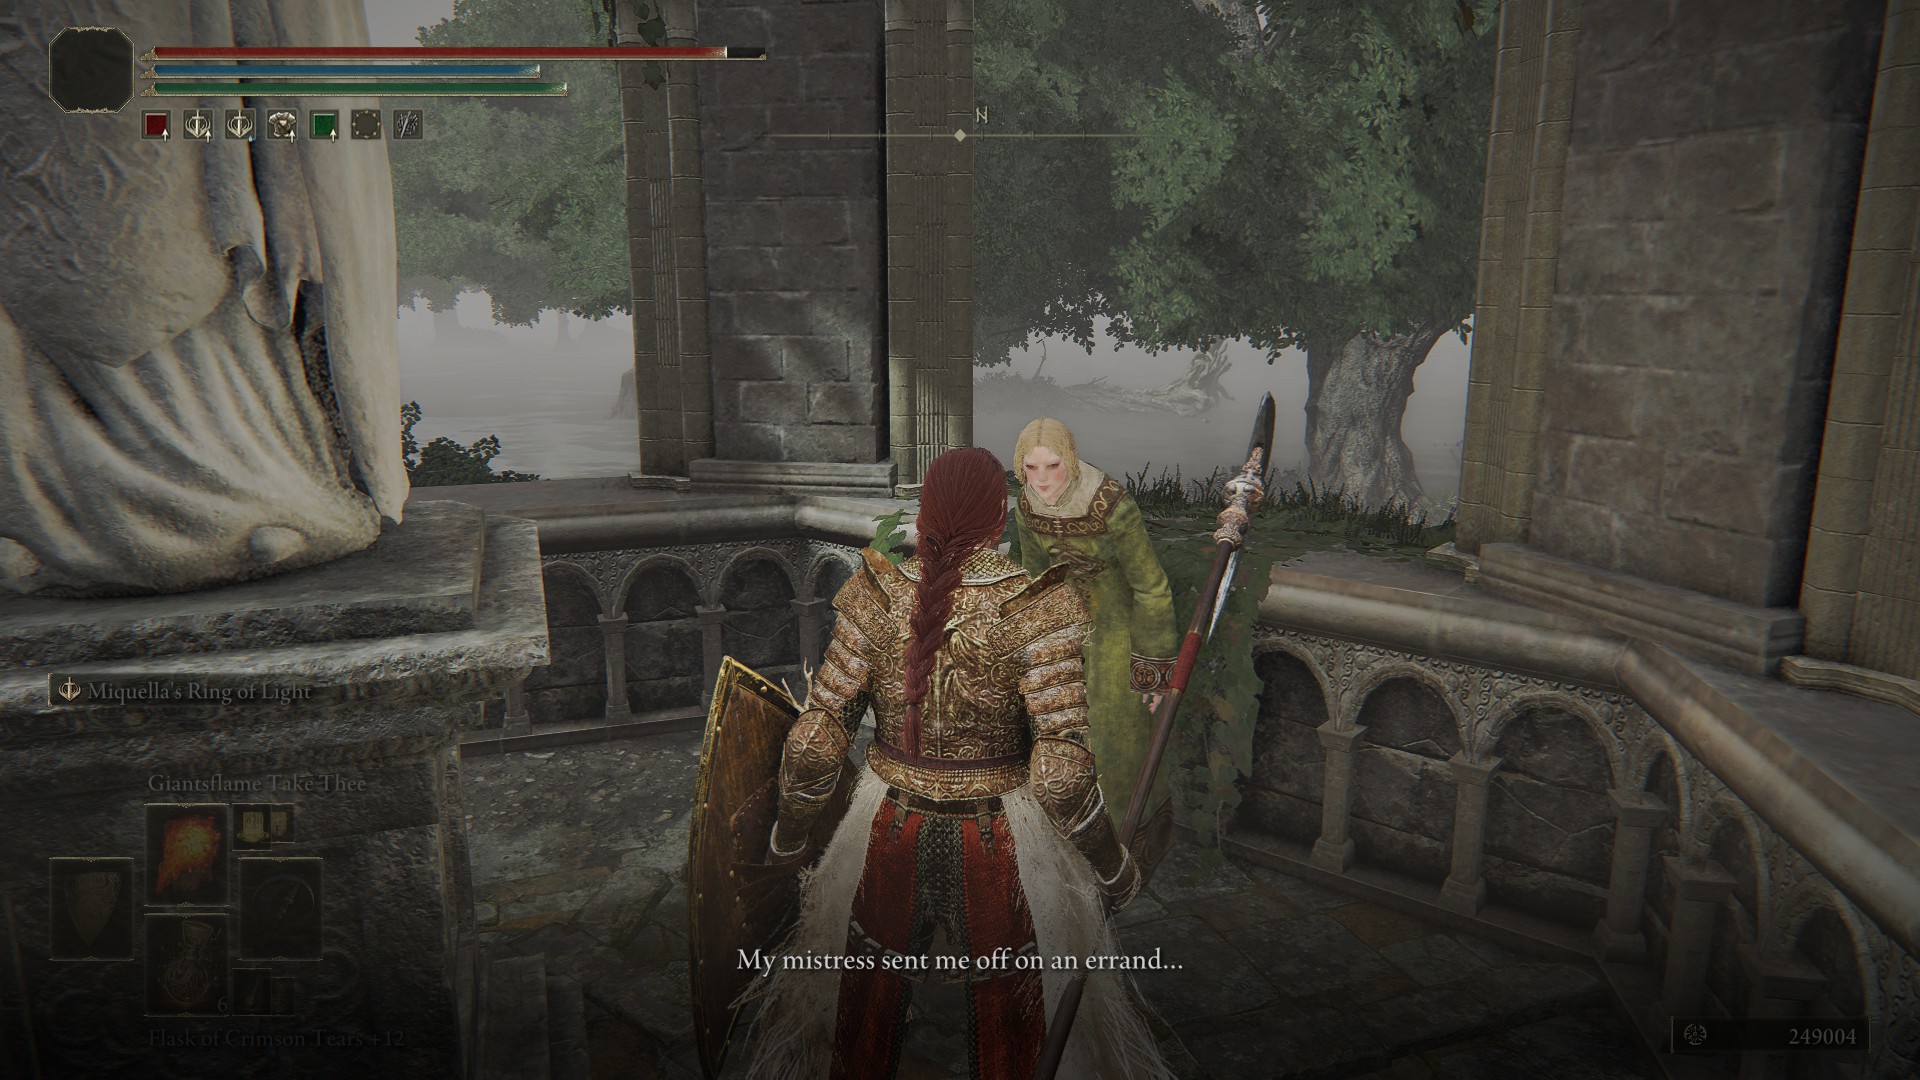 N
Miquella's Ring of Light
Giantsflame Take Thee
6
Flask of Crimson Tears +12
My mistress sent me off on an errand...
249004